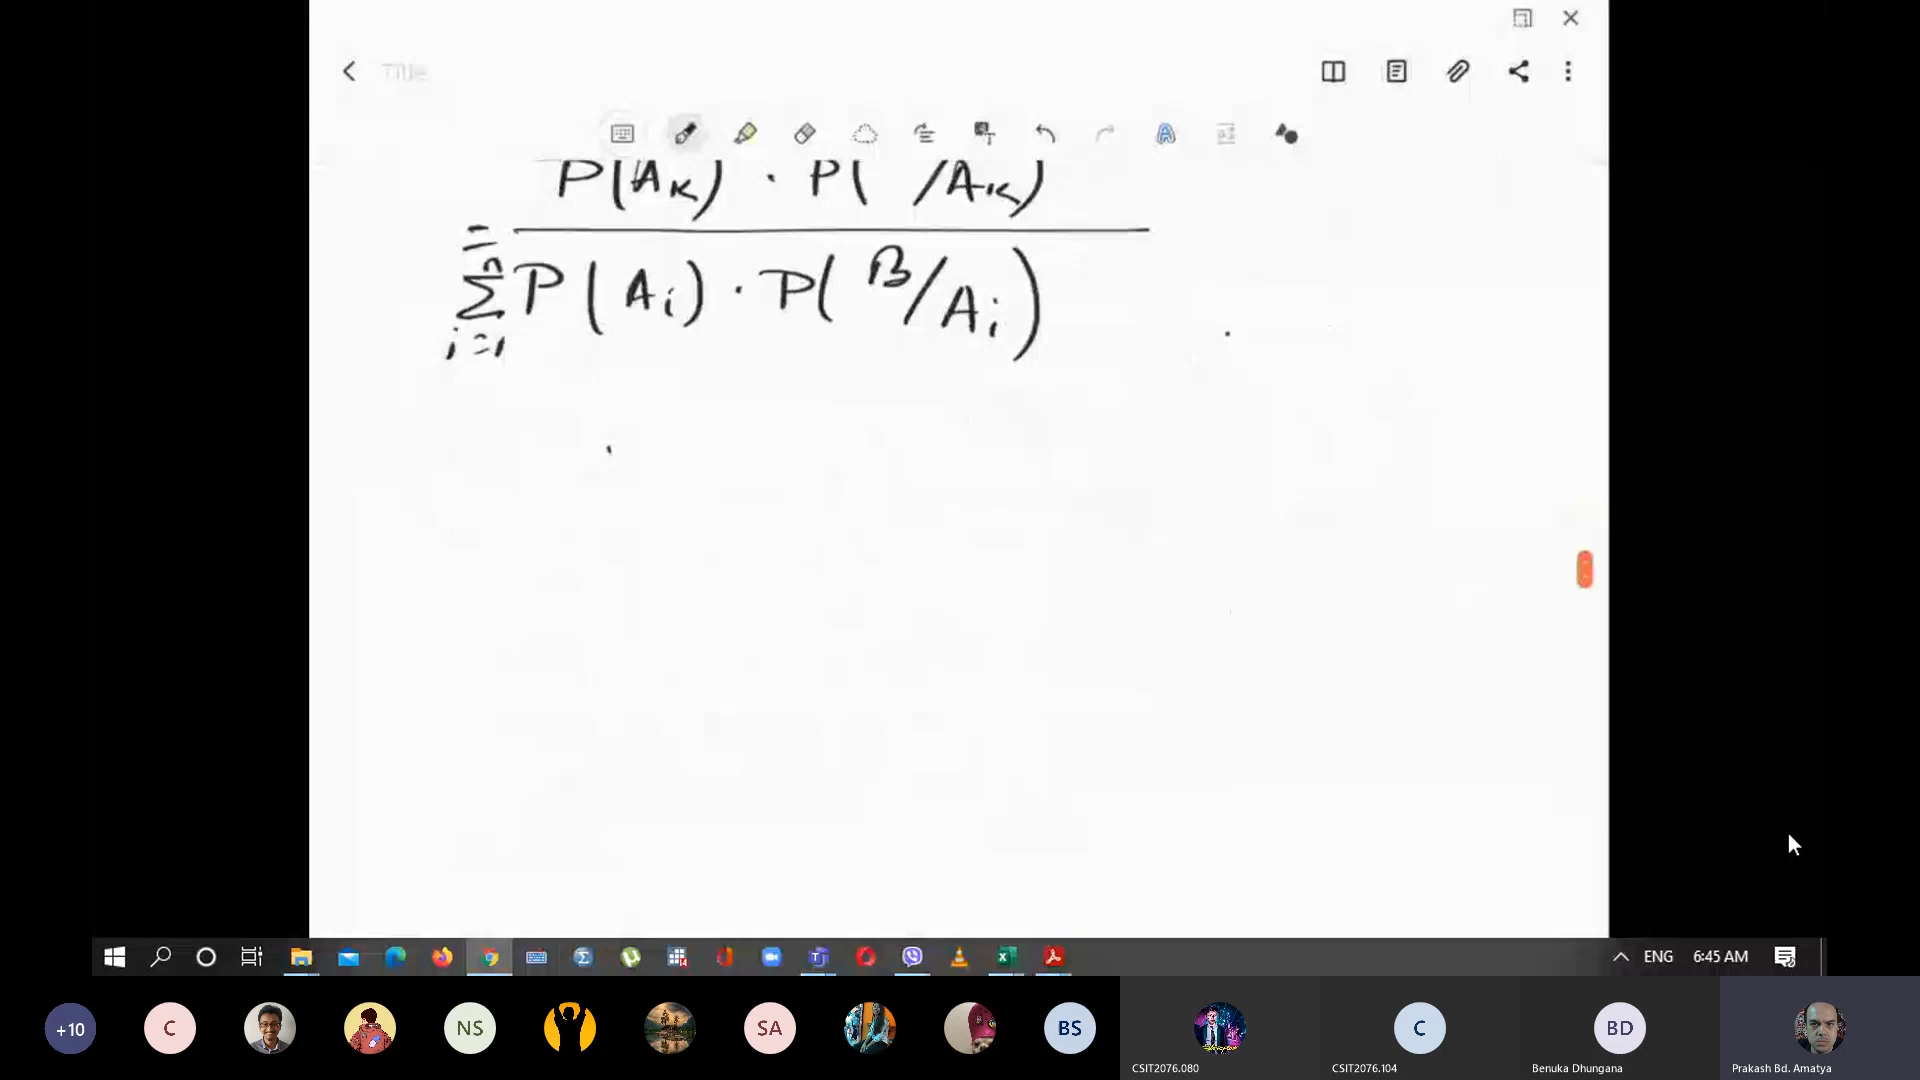 Title
P(AK) · P( /AK)
=
n
Σ P(Ai) · P(B/Ai)
i=1
ENG 6:45 AM
+10 C NS SA BS C BD
CSIT2076.080 CSIT2076.104 Benuka Dhungana Prakash Bd. Amatya